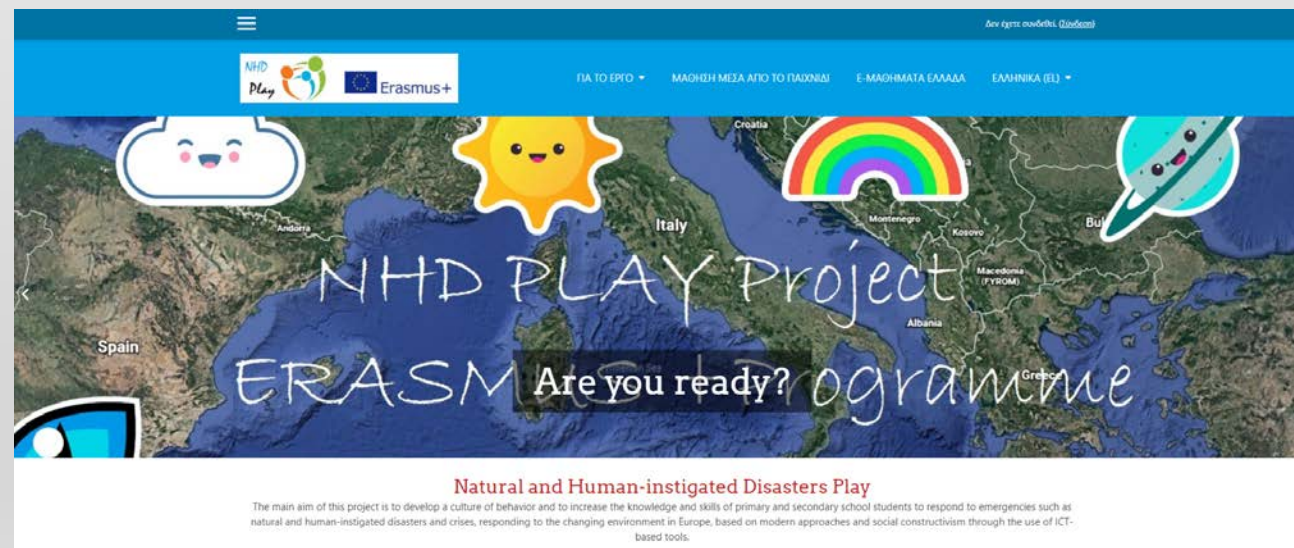 Δεν έχετε συνδεθεί. (Σύνδεση)
NHD
Play
Erasmus+
ΓΙΑ ΤΟ ΕΡΓΟ
ΜΑΘΗΣΗ ΜΕΣΑ ΑΠΟ ΤΟ ΠΑΙΧΝΙΔΙ
Ε-ΜΑΘΗΜΑΤΑ ΕΛΛΑΔΑ
ΕΛΛΗΝΙΚΑ (EL)
Croatia
Andorra
Italy
Montenegro
Kosovo
Bul
NHD PLAY Project
Macedonia
(FYROM)
Albania
Spain
Greece
ERASM Programme
Are you ready?
Natural and Human-instigated Disasters Play
The main aim of this project is to develop a culture of behavior and to increase the knowledge and skills of primary and secondary school students to respond to emergencies such as
natural and human-instigated disasters and crises, responding to the changing environment in Europe, based on modern approaches and social constructivism through the use of ICT-
based tools.